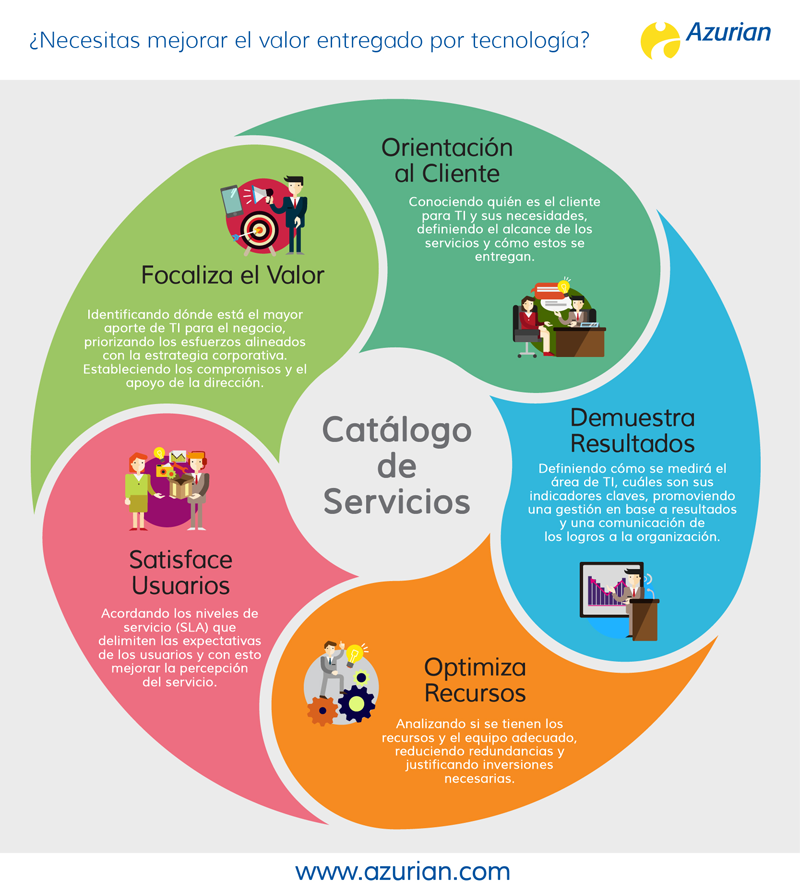 ¿Necesitas mejorar el valor entregado por tecnología?
Azurian
Orientación
al Cliente
Conociendo quién es el cliente
para TI y sus necesidades,
definiendo el alcance de los
servicios y cómo estos se
entregan.
Focaliza el Valor
Identificando dónde está el mayor
aporte de TI para el negocio,
priorizando los esfuerzos alineados
con la estrategia corporativa.
Estableciendo los compromisos y el
apoyo de la dirección.
Catálogo
de
Servicios
Demuestra
Resultados
Definiendo cómo se medirá el
área de TI, cuáles son sus
indicadores claves, promoviendo
una gestión en base a resultados
y una comunicación de
los logros a la organización.
Satisface
Usuarios
Acordando los niveles de
servicio (SLA) que
delimiten las expectativas
de los usuarios y con esto
mejorar la percepción
del servicio.
Optimiza
Recursos
Analizando si se tienen los
recursos y el equipo adecuado,
reduciendo redundancias y
justificando inversiones
necesarias.
www.azurian.com